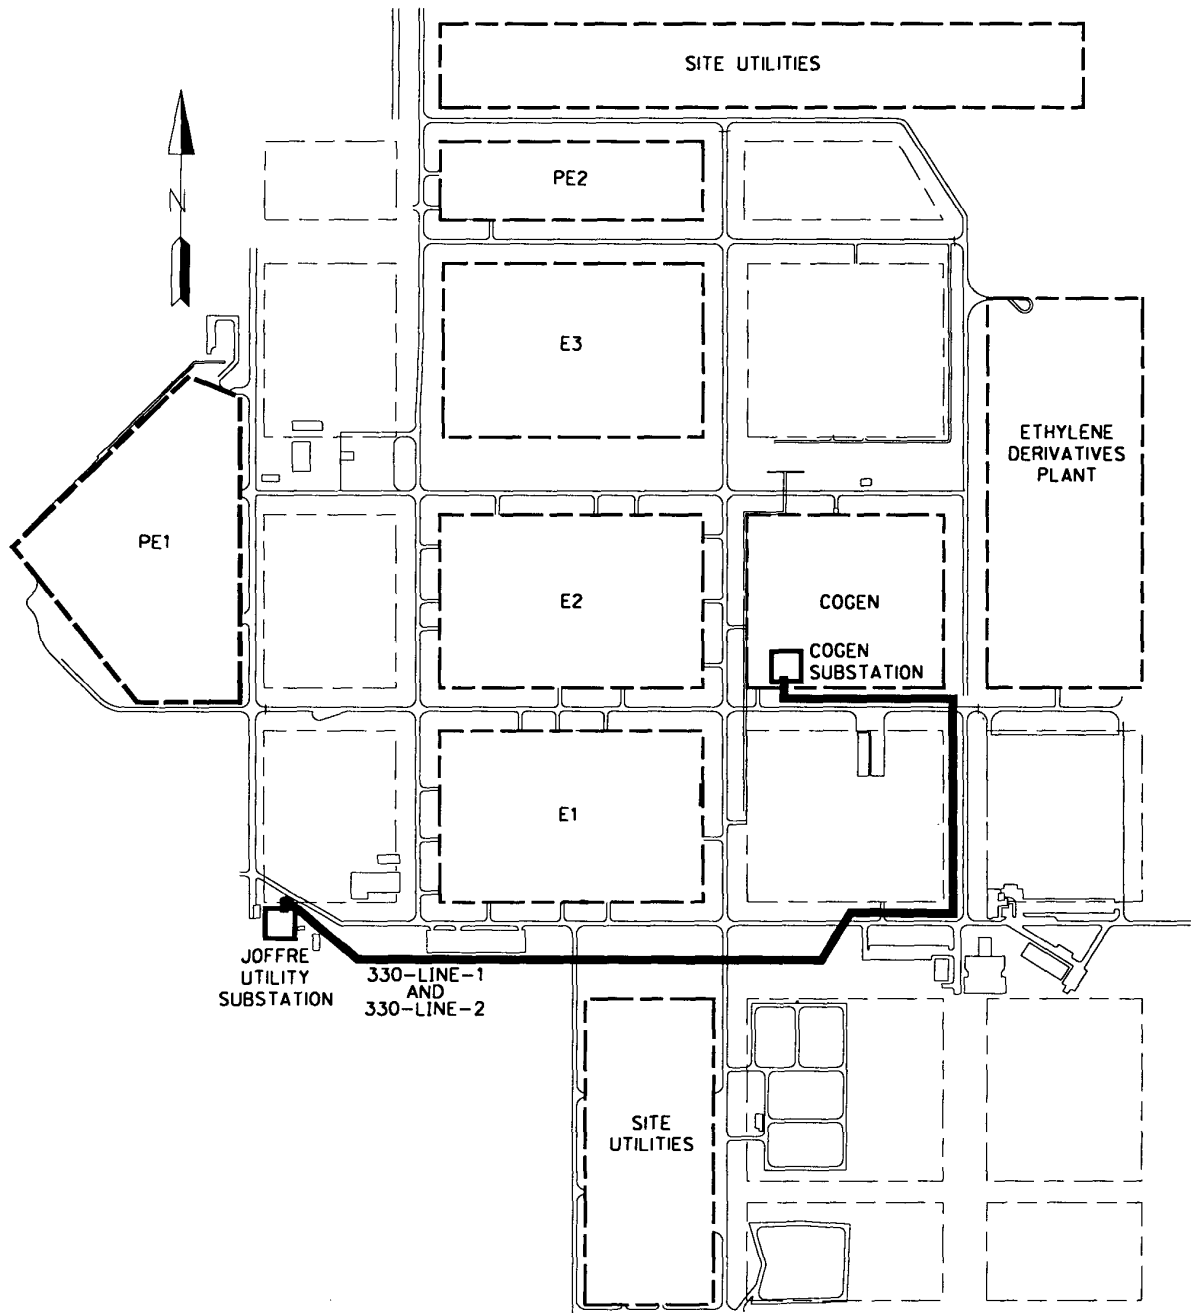 SITE UTILITIES
PE2
N
E3
ETHYLENE
DERIVATIVES
PLANT
PE1
E2
COGEN
COGEN
SUBSTATION
E1
JOFFRE
UTILITY
SUBSTATION
330-LINE-1
AND
330-LINE-2
SITE
UTILITIES